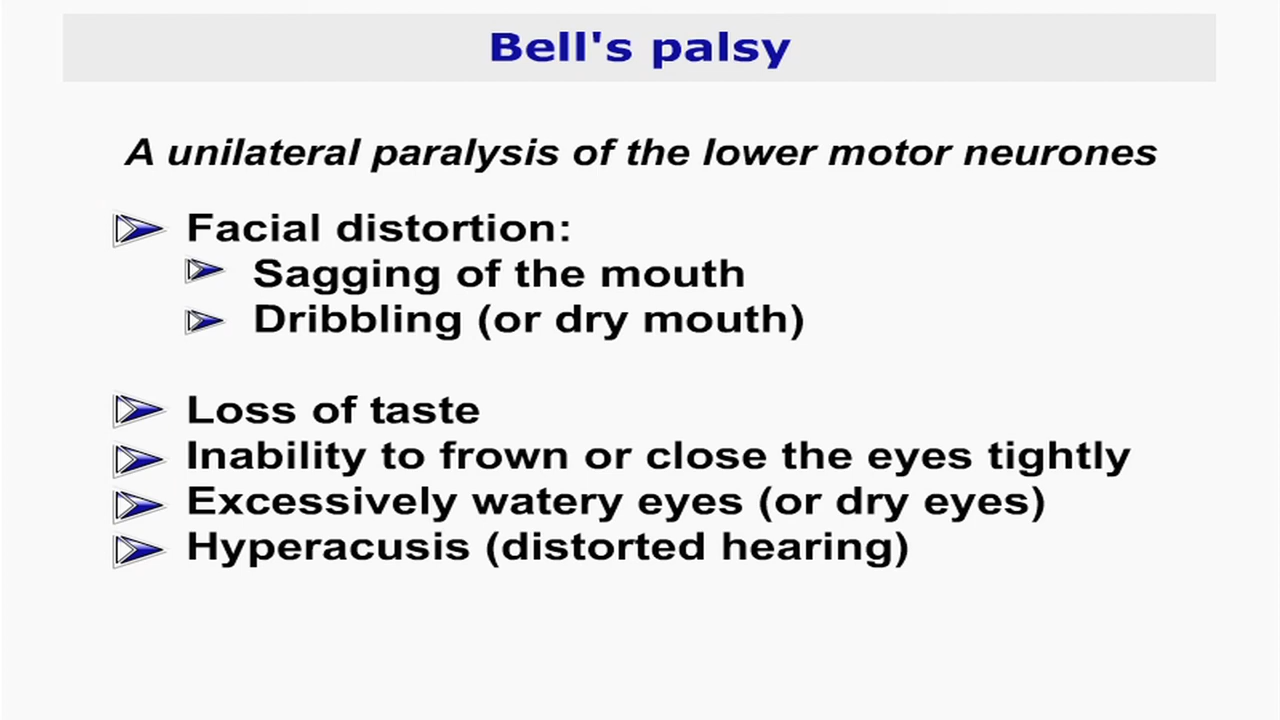 Bell's palsy
A unilateral paralysis of the lower motor neurones
Facial distortion:
Sagging of the mouth
Dribbling (or dry mouth)
Loss of taste
Inability to frown or close the eyes tightly
Excessively watery eyes (or dry eyes)
Hyperacusis (distorted hearing)